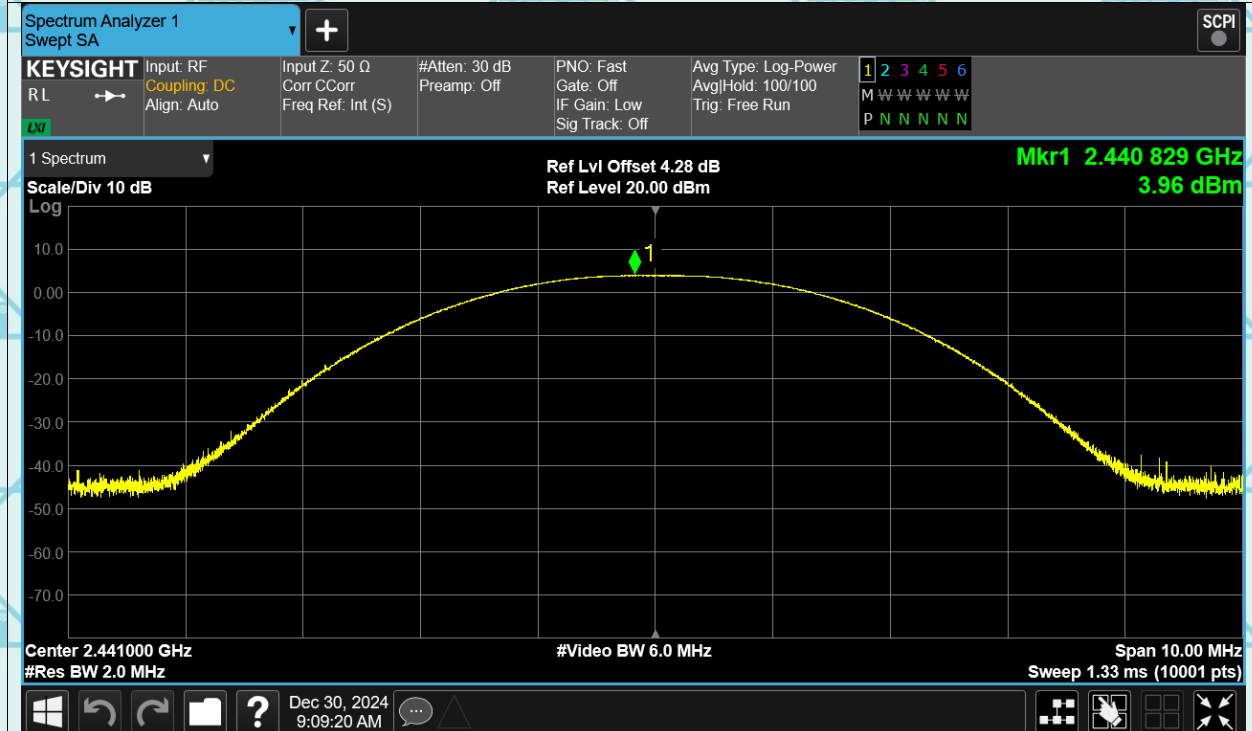 Spectrum Analyzer 1
Swept SA
+
SCPI
KEYSIGHT
RL
LXI
Input: RF
Coupling: DC
Align: Auto
Input Z: 50 Ω
Corr CCorr
Freq Ref: Int (S)
#Atten: 30 dB
Preamp: Off
PNO: Fast
Gate: Off
IF Gain: Low
Sig Track: Off
Avg Type: Log-Power
Avg|Hold: 100/100
Trig: Free Run
1 2 3 4 5 6
M W W W W W
P N N N N N N
1 Spectrum
Scale/Div 10 dB
Log
Ref Lvl Offset 4.28 dB
Ref Level 20.00 dBm
Mkr1 2.440 829 GHz
3.96 dBm
1
10.0
0.00
-10.0
-20.0
-30.0
-40.0
-50.0
-60.0
-70.0
Center 2.441000 GHz
#Res BW 2.0 MHz
#Video BW 6.0 MHz
Span 10.00 MHz
Sweep 1.33 ms (10001 pts)
?
Dec 30, 2024
9:09:20 AM